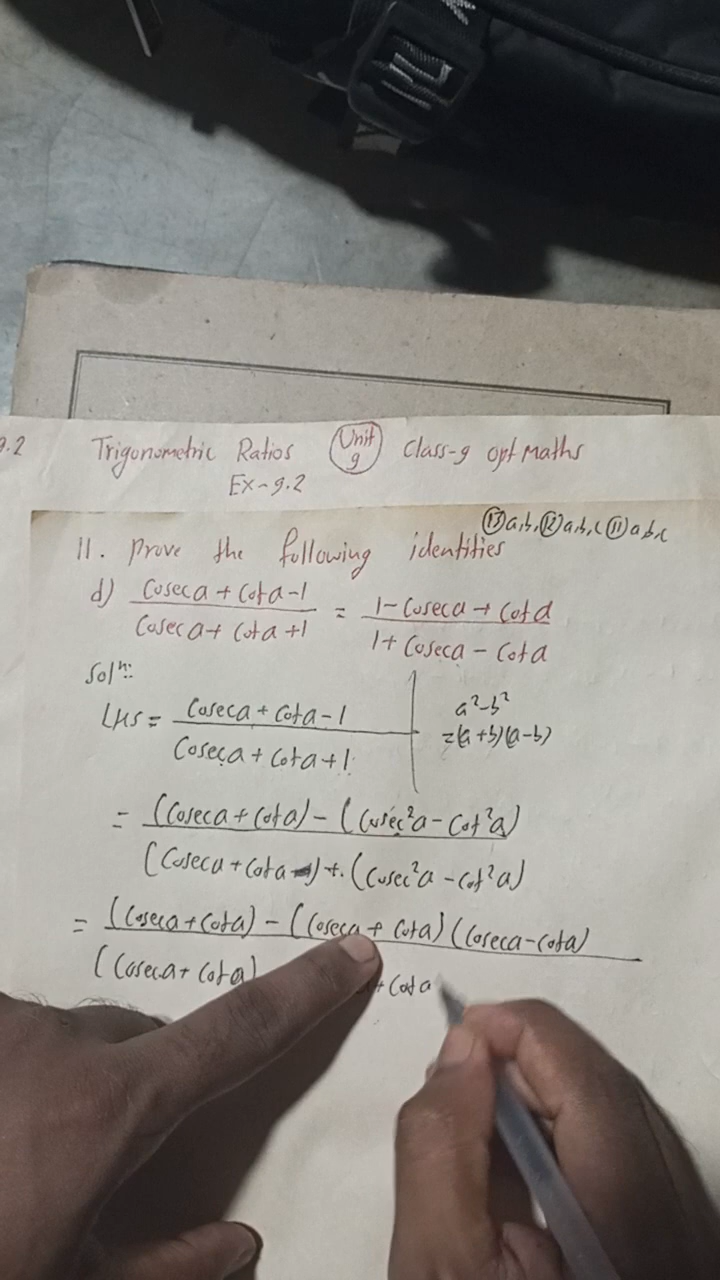 9.2 Trigonometric Ratios Unit 9 Class-9 opt Maths
Ex-9.2
⑬a,b,⑫a,b,c⑪a,b,c
11. Prove the following identities
d) Coseca + Cota - 1 / Coseca + Cota + 1 = 1 - Coseca + Cota / 1 + Coseca - Cota
Solⁿ:
LHS = Coseca + Cota - 1 / Coseca + Cota + 1
a²-b²
=(a+b)(a-b)
= (Coseca + Cota) - (Cosec²a - Cot²a) / (Coseca + Cota) + (Cosec²a - Cot²a)
= (Coseca + Cota) - (Coseca + Cota) (Coseca - Cota) / (Coseca + Cota) + Cota